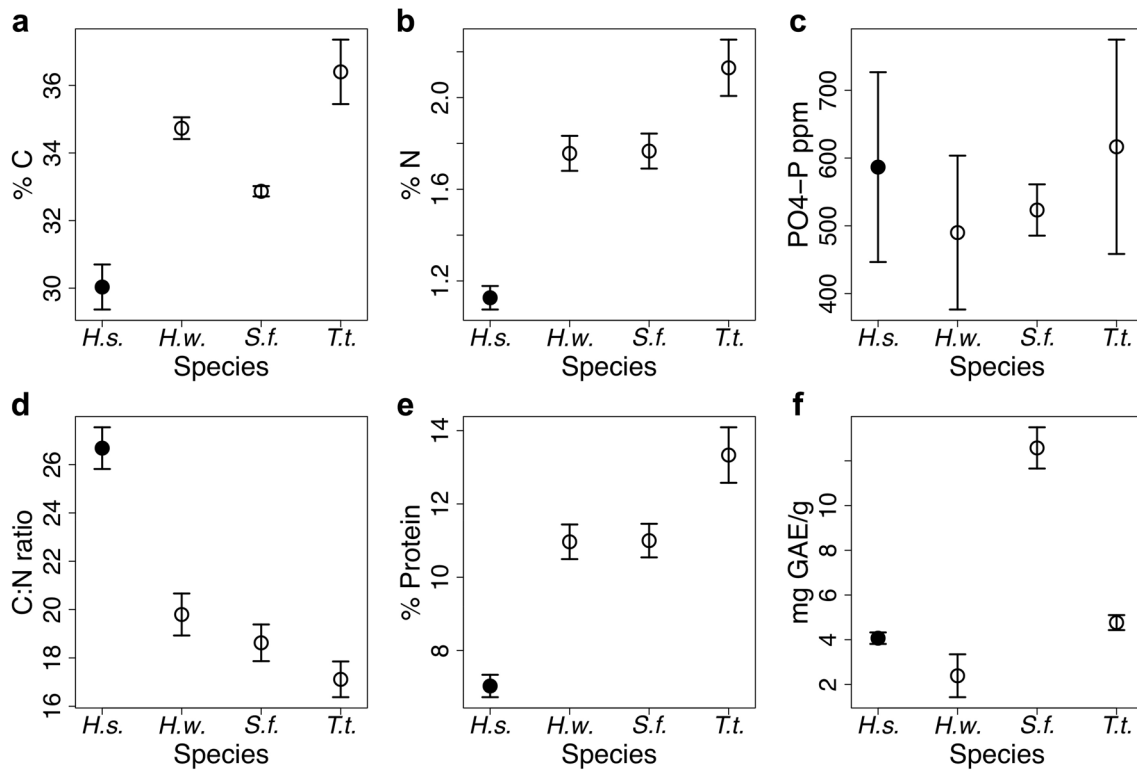 a
% C
36
34
32
30
H.s. H.w. S.f. T.t.
Species
b
% N
2.0
1.6
1.2
H.s. H.w. S.f. T.t.
Species
c
PO4−P ppm
700
600
500
400
H.s. H.w. S.f. T.t.
Species
d
C:N ratio
26
24
22
20
18
16
H.s. H.w. S.f. T.t.
Species
e
% Protein
14
12
10
8
H.s. H.w. S.f. T.t.
Species
f
mg GAE/g
10
8
6
4
2
H.s. H.w. S.f. T.t.
Species